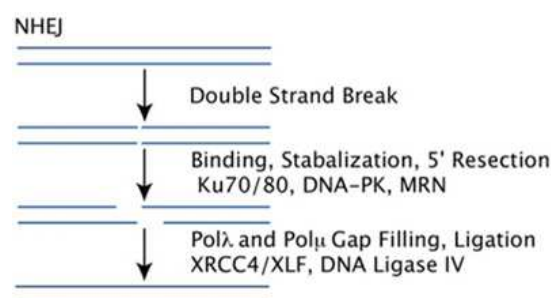 NHEJ
Double Strand Break
Binding, Stabalization, 5' Resection
Ku70/80, DNA-PK, MRN
Polλ and Polμ Gap Filling, Ligation
XRCC4/XLF, DNA Ligase IV